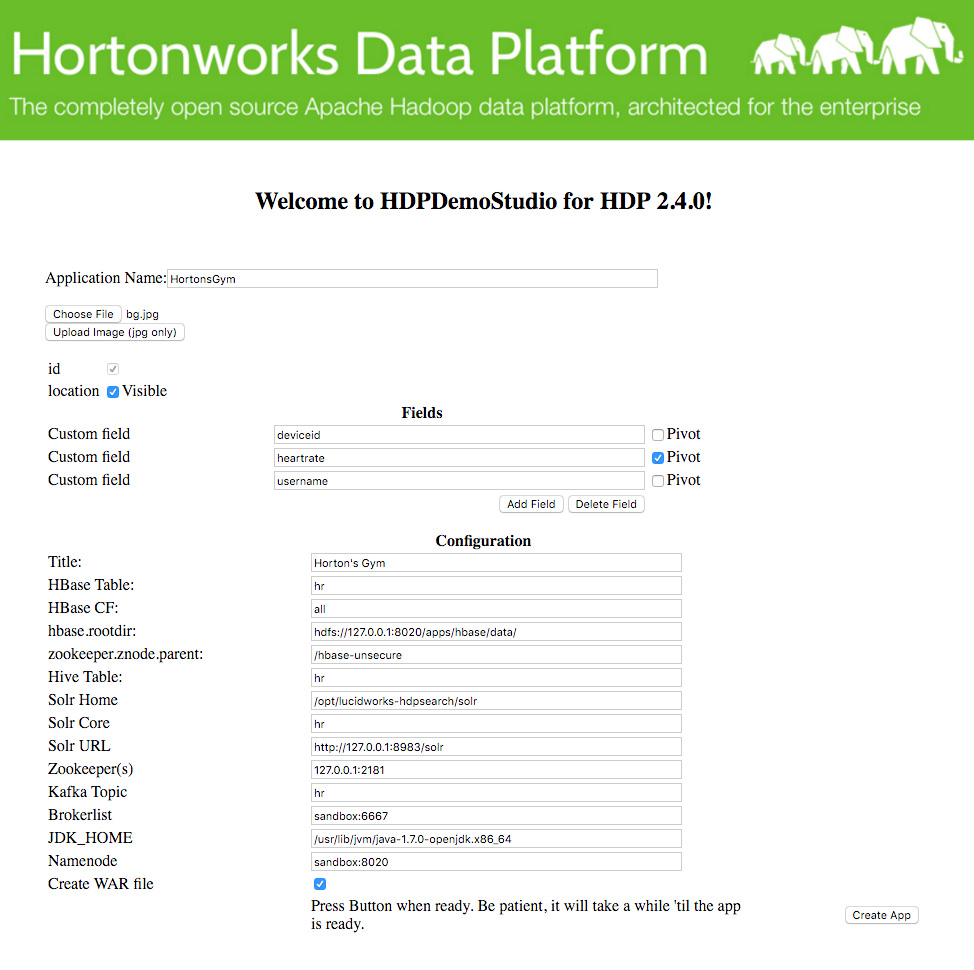 Hortonworks Data Platform
The completely open source Apache Hadoop data platform, architected for the enterprise
Welcome to HDPDemoStudio for HDP 2.4.0!
Application Name: HortonsGym
Choose File bg.jpg
Upload Image (jpg only)
id
location Visible
Fields
Custom field deviceid Pivot
Custom field heartrate Pivot
Custom field username Pivot
Add Field Delete Field
Configuration
Title: Horton's Gym
HBase Table: hr
HBase CF: all
hbase.rootdir: hdfs://127.0.0.1:8020/apps/hbase/data/
zookeeper.znode.parent: /hbase-unsecure
Hive Table: hr
Solr Home /opt/lucidworks-hdpsearch/solr
Solr Core hr
Solr URL http://127.0.0.1:8983/solr
Zookeeper(s) 127.0.0.1:2181
Kafka Topic hr
Brokerlist sandbox:6667
JDK_HOME /usr/lib/jvm/java-1.7.0-openjdk.x86_64
Namenode sandbox:8020
Create WAR file
Press Button when ready. Be patient, it will take a while 'til the app
is ready.
Create App